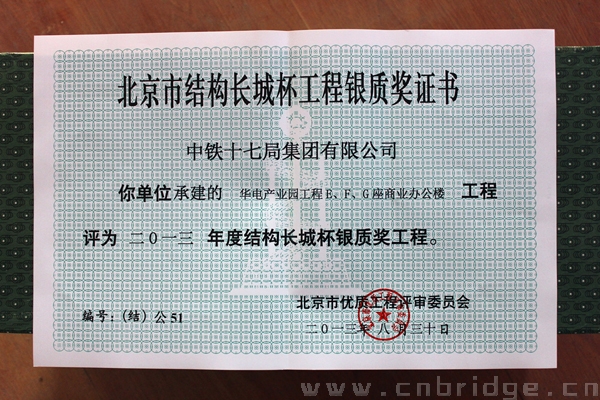 北京市结构长城杯工程银质奖证书
中铁十七局集团有限公司
你单位承建的 华电产业园工程E、F、G座商业办公楼 工程
评为 二〇一三 年度结构长城杯银质奖工程。
北京市优质工程评审委员会
编号：(结) 公 51
二〇一三年 八 月三十日
www.cnbridge.cn